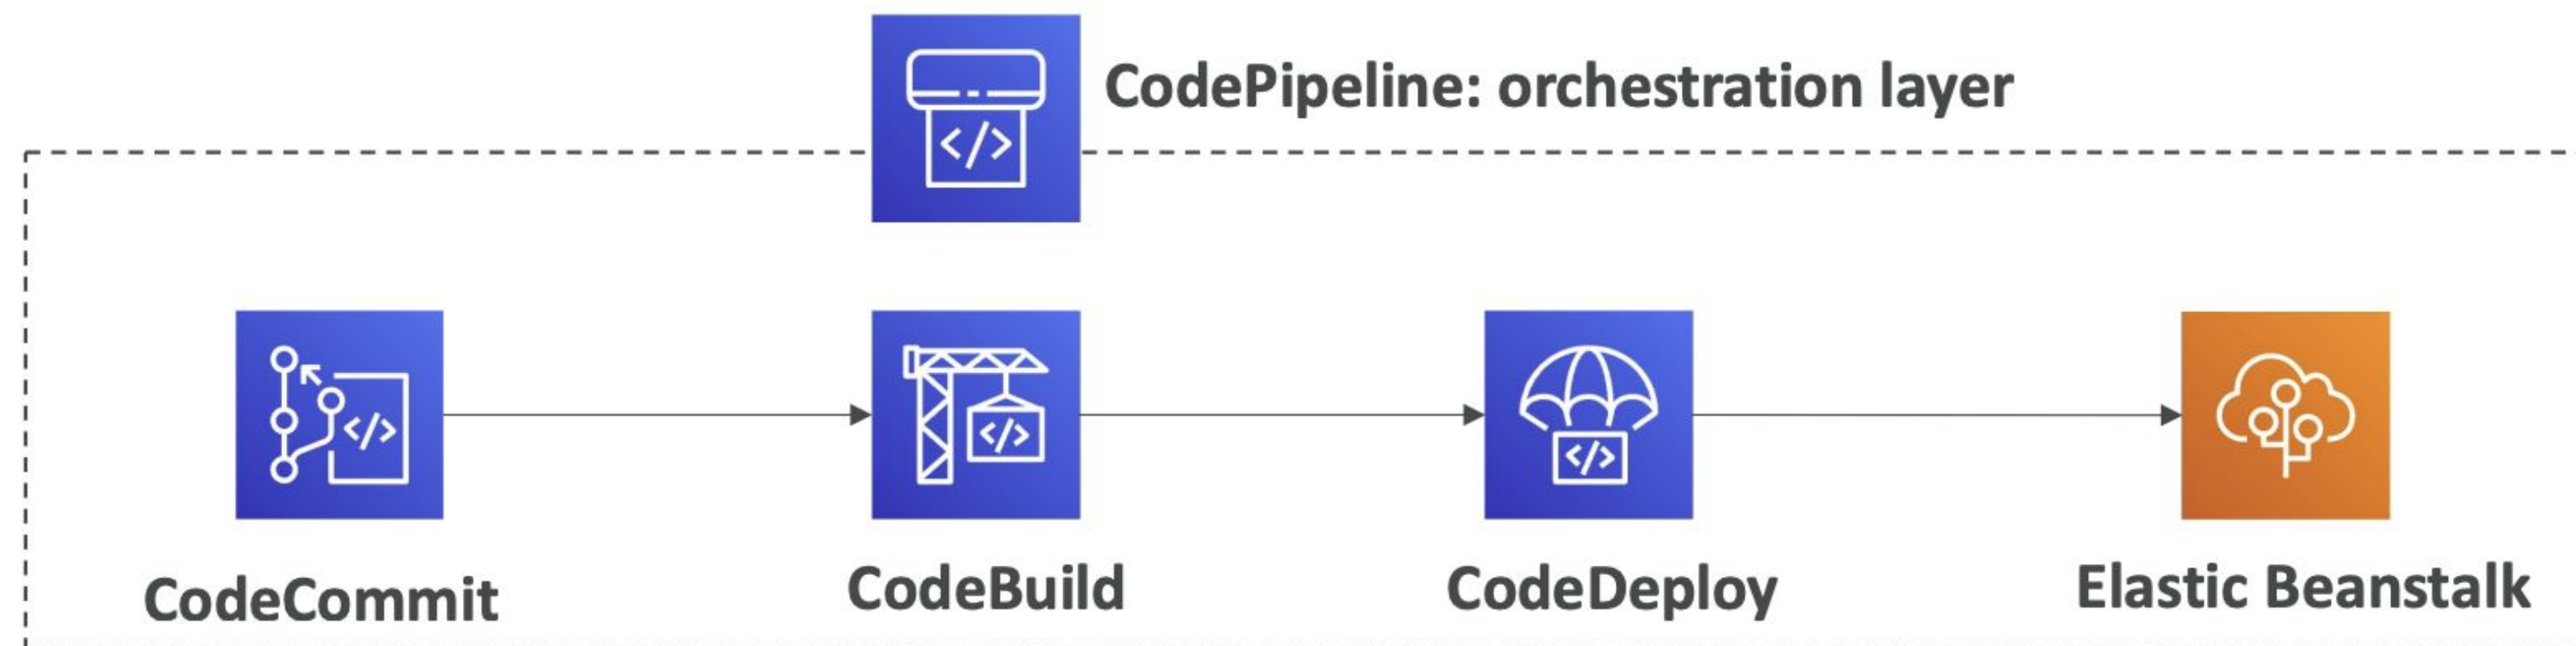 CodePipeline: orchestration layer
</>
</>
</>
</>
CodeCommit
CodeBuild
CodeDeploy
Elastic Beanstalk